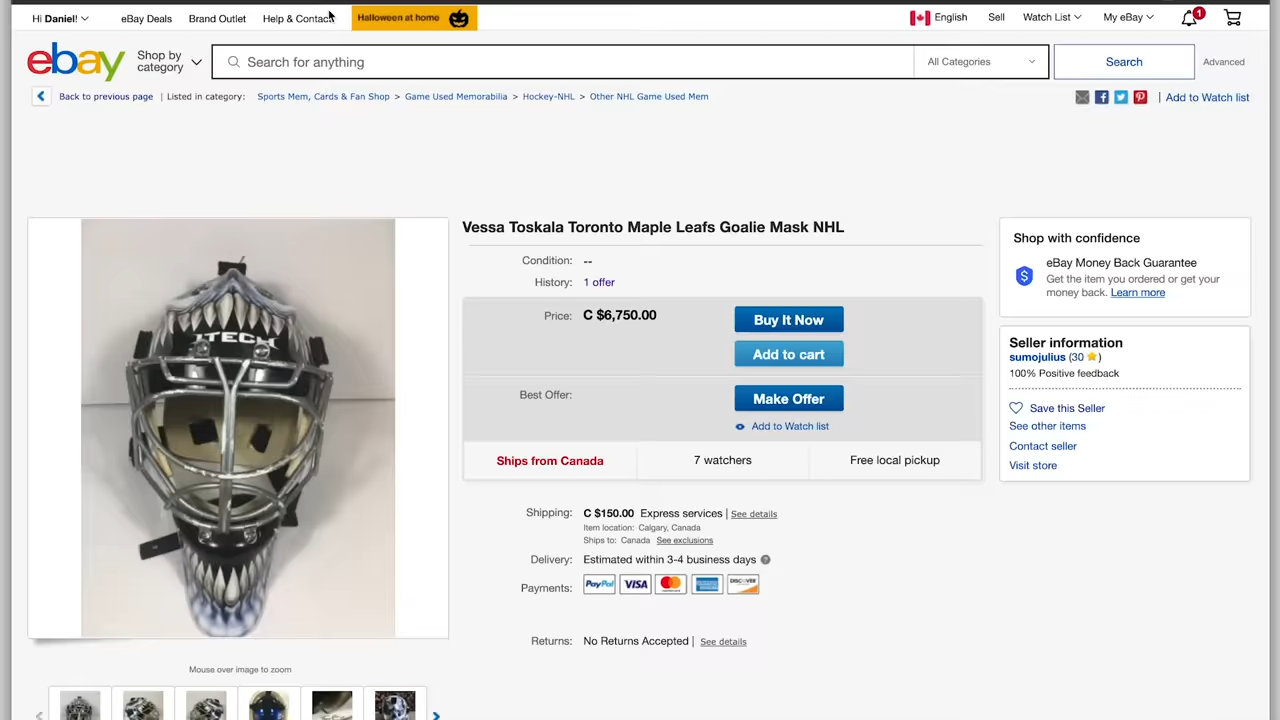 Hi Daniel!
eBay Deals
Brand Outlet
Help & Contact
Halloween at home
English
Sell
Watch List
My eBay
1
ebay
Shop by category
Search for anything
All Categories
Search
Advanced
Back to previous page | Listed in category: Sports Mem, Cards & Fan Shop > Game Used Memorabilia > Hockey-NHL > Other NHL Game Used Mem
| Add to Watch list
ITECH
Mouse over image to zoom
Vessa Toskala Toronto Maple Leafs Goalie Mask NHL
Condition: --
History: 1 offer
Price: C $6,750.00
Buy It Now
Add to cart
Best Offer:
Make Offer
Add to Watch list
Ships from Canada
7 watchers
Free local pickup
Shipping: C $150.00 Express services | See details
Item location: Calgary, Canada
Ships to: Canada See exclusions
Delivery: Estimated within 3-4 business days
Payments: PayPal VISA MasterCard AMERICAN EXPRESS DISCOVER
Returns: No Returns Accepted | See details
Shop with confidence
eBay Money Back Guarantee
Get the item you ordered or get your
money back. Learn more
Seller information
sumojulius (30 )
100% Positive feedback
Save this Seller
See other items
Contact seller
Visit store